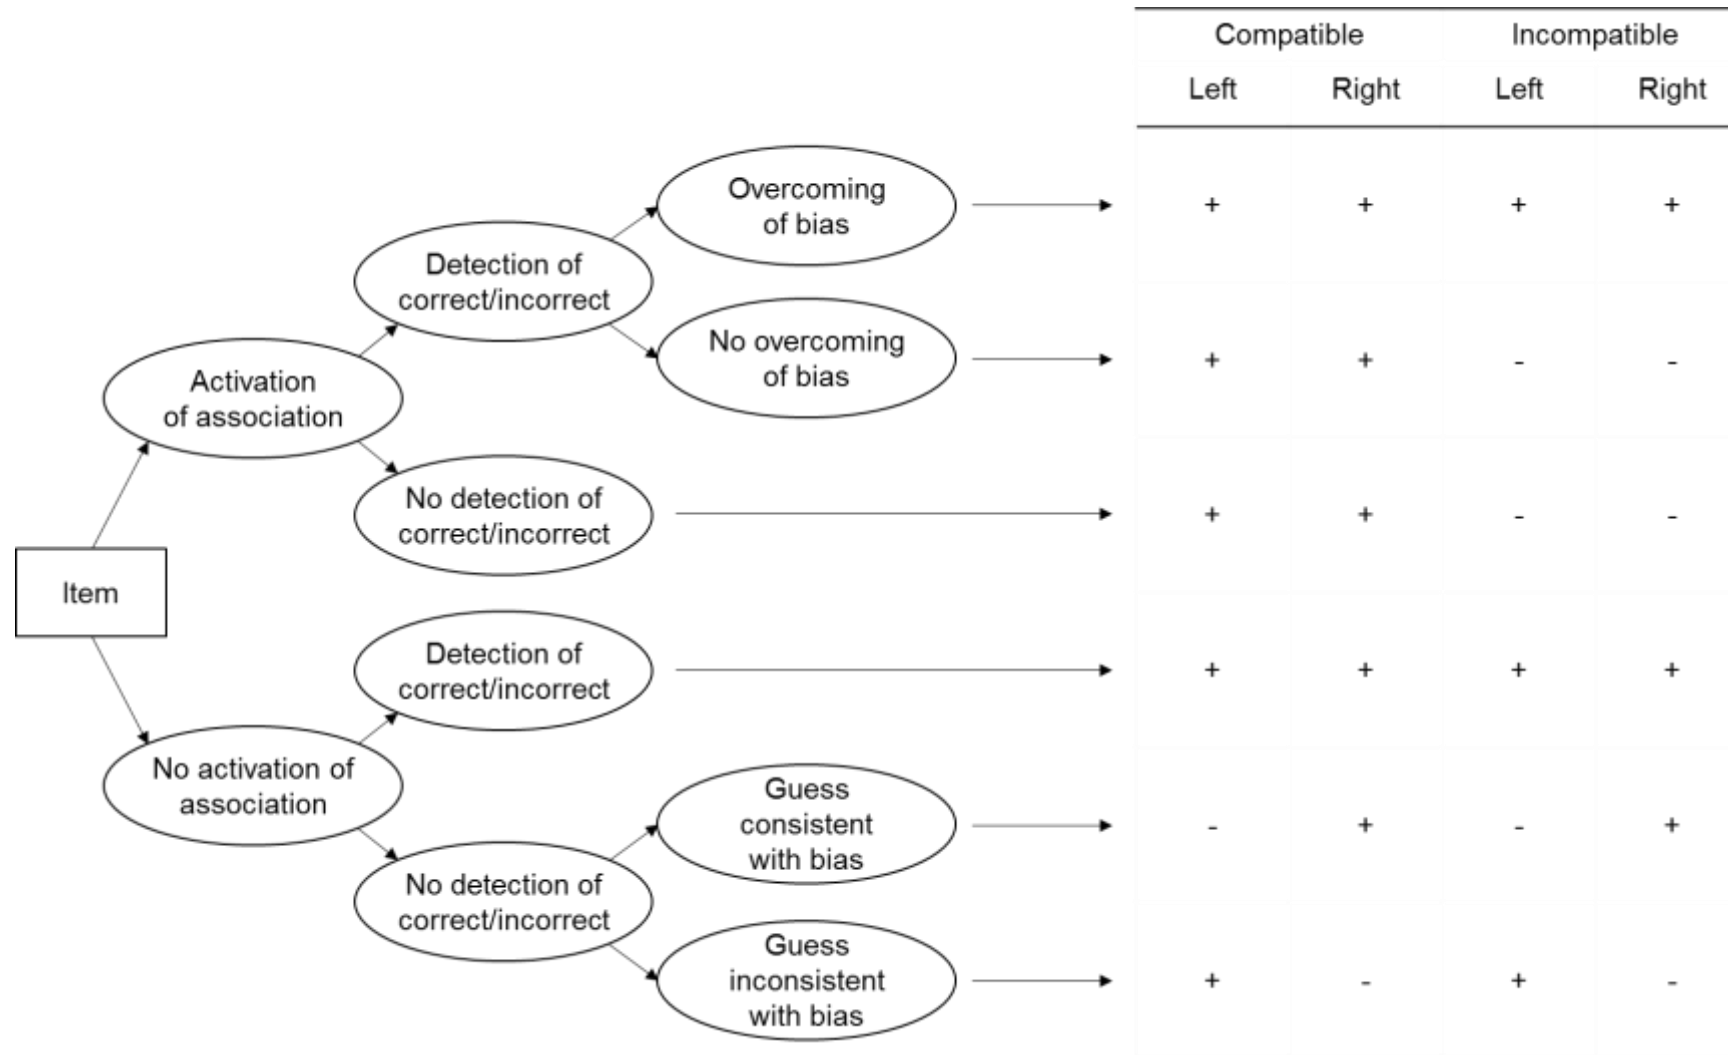 Compatible Incompatible
Left Right Left Right
Overcoming
of bias
+ + + +
Detection of
correct/incorrect
No overcoming
of bias
+ + - -
Activation
of association
No detection of
correct/incorrect
+ + - -
Item
Detection of
correct/incorrect
+ + + +
No activation of
association
Guess
consistent
with bias
- + - +
No detection of
correct/incorrect
Guess
inconsistent
with bias
+ - + -